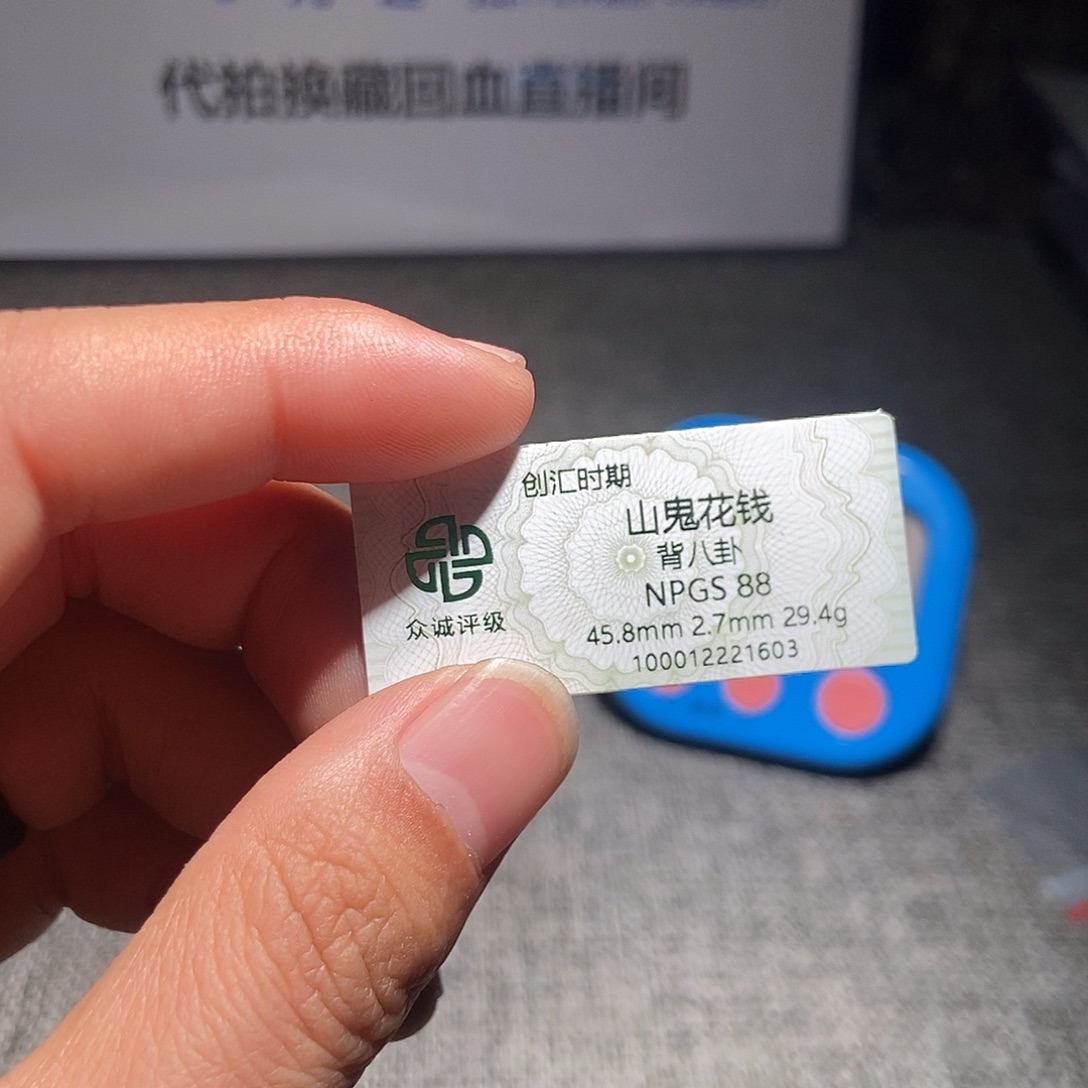 代拍换藏回血直播间
创汇时期
山鬼花钱
背八卦
NPGS 88
45.8mm 2.7mm 29.4g
100012221603
众诚评级